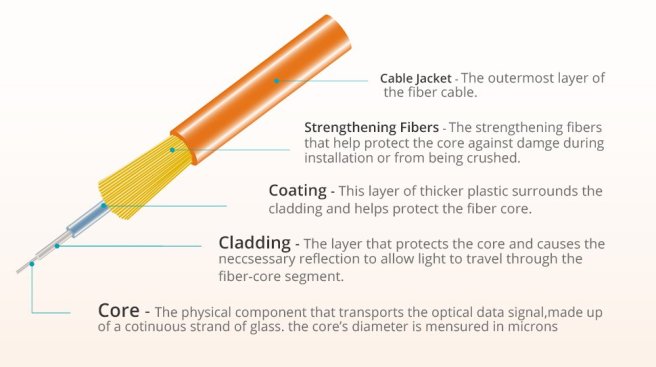 Cable Jacket - The outermost layer of
the fiber cable.
Strengthening Fibers - The strengthening fibers
that help protect the core against damge during
installation or from being crushed.
Coating - This layer of thicker plastic surrounds the
cladding and helps protect the fiber core.
Cladding - The layer that protects the core and causes the
neccsessary reflection to allow light to travel through the
fiber-core segment.
Core - The physical component that transports the optical data signal,made up
of a cotinuous strand of glass. the core's diameter is mensured in microns